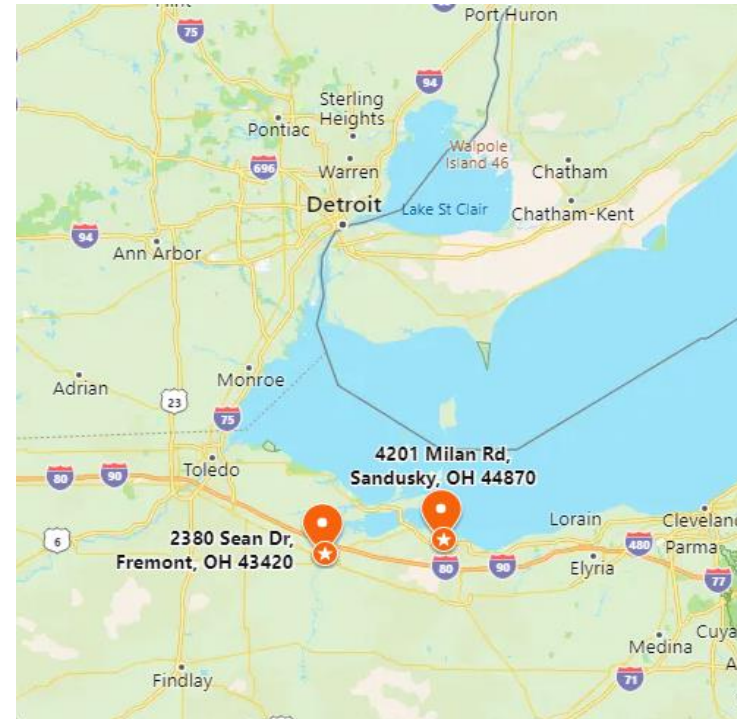 Port Huron
75
94
Sterling
Heights
Pontiac
Walpole
Island 46
696
Warren
Chatham
Detroit
Lake St Clair
Chatham-Kent
94
Ann Arbor
Monroe
Adrian
23
75
4201 Milan Rd,
Sandusky, OH 44870
Toledo
80
90
Lorain
Clevelan
2380 Sean Dr,
Fremont, OH 43420
6
480
Parma
80
90
Elyria
77
Medina
Cuya
71
Findlay